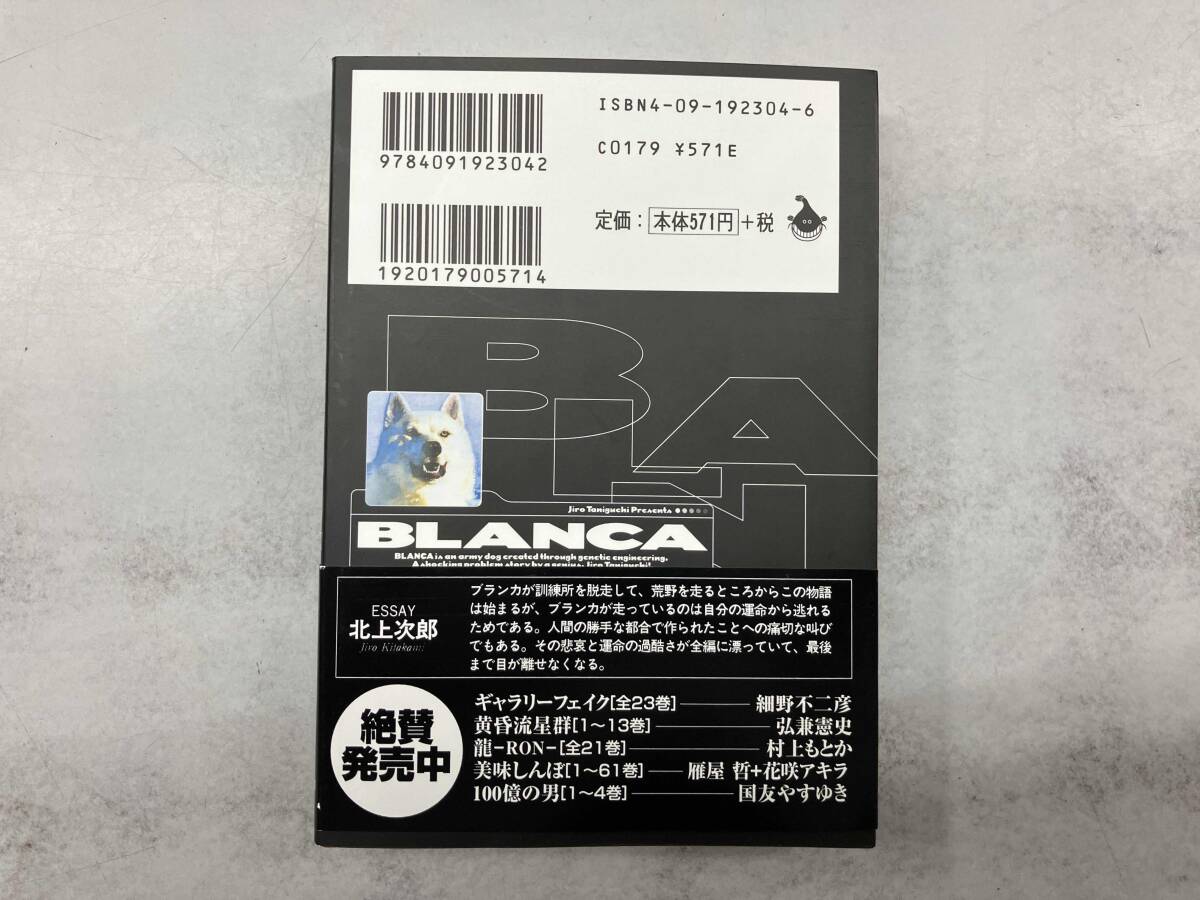 ISBN4-09-192304-6
C0179 ¥571E
9784091923042
定価：本体571円+税
1920179005714
BLAN
Jiro Taniguchi Presents
BLANCA
BLANCA is an army dog created through genetic engineering.
A shocking problem story by a genius, Jiro Taniguchi!
ESSAY
北上次郎
Jiro Kitakami
ブランカが訓練所を脱走して、荒野を走るところからこの物語
は始まるが、ブランカが走っているのは自分の運命から逃れる
ためである。人間の勝手な都合で作られたことへの痛切な叫び
でもある。その悲哀と運命の過酷さが全編に漂っていて、最後
まで目が離せなくなる。
絶賛
発売中
ギャラリーフェイク[全23巻]――細野不二彦
黄昏流星群[1〜13巻]――弘兼憲史
龍-RON-[全21巻]――村上もとか
美味しんぼ[1〜61巻]――雁屋 哲+花咲アキラ
100億の男[1〜4巻]――国友やすゆき